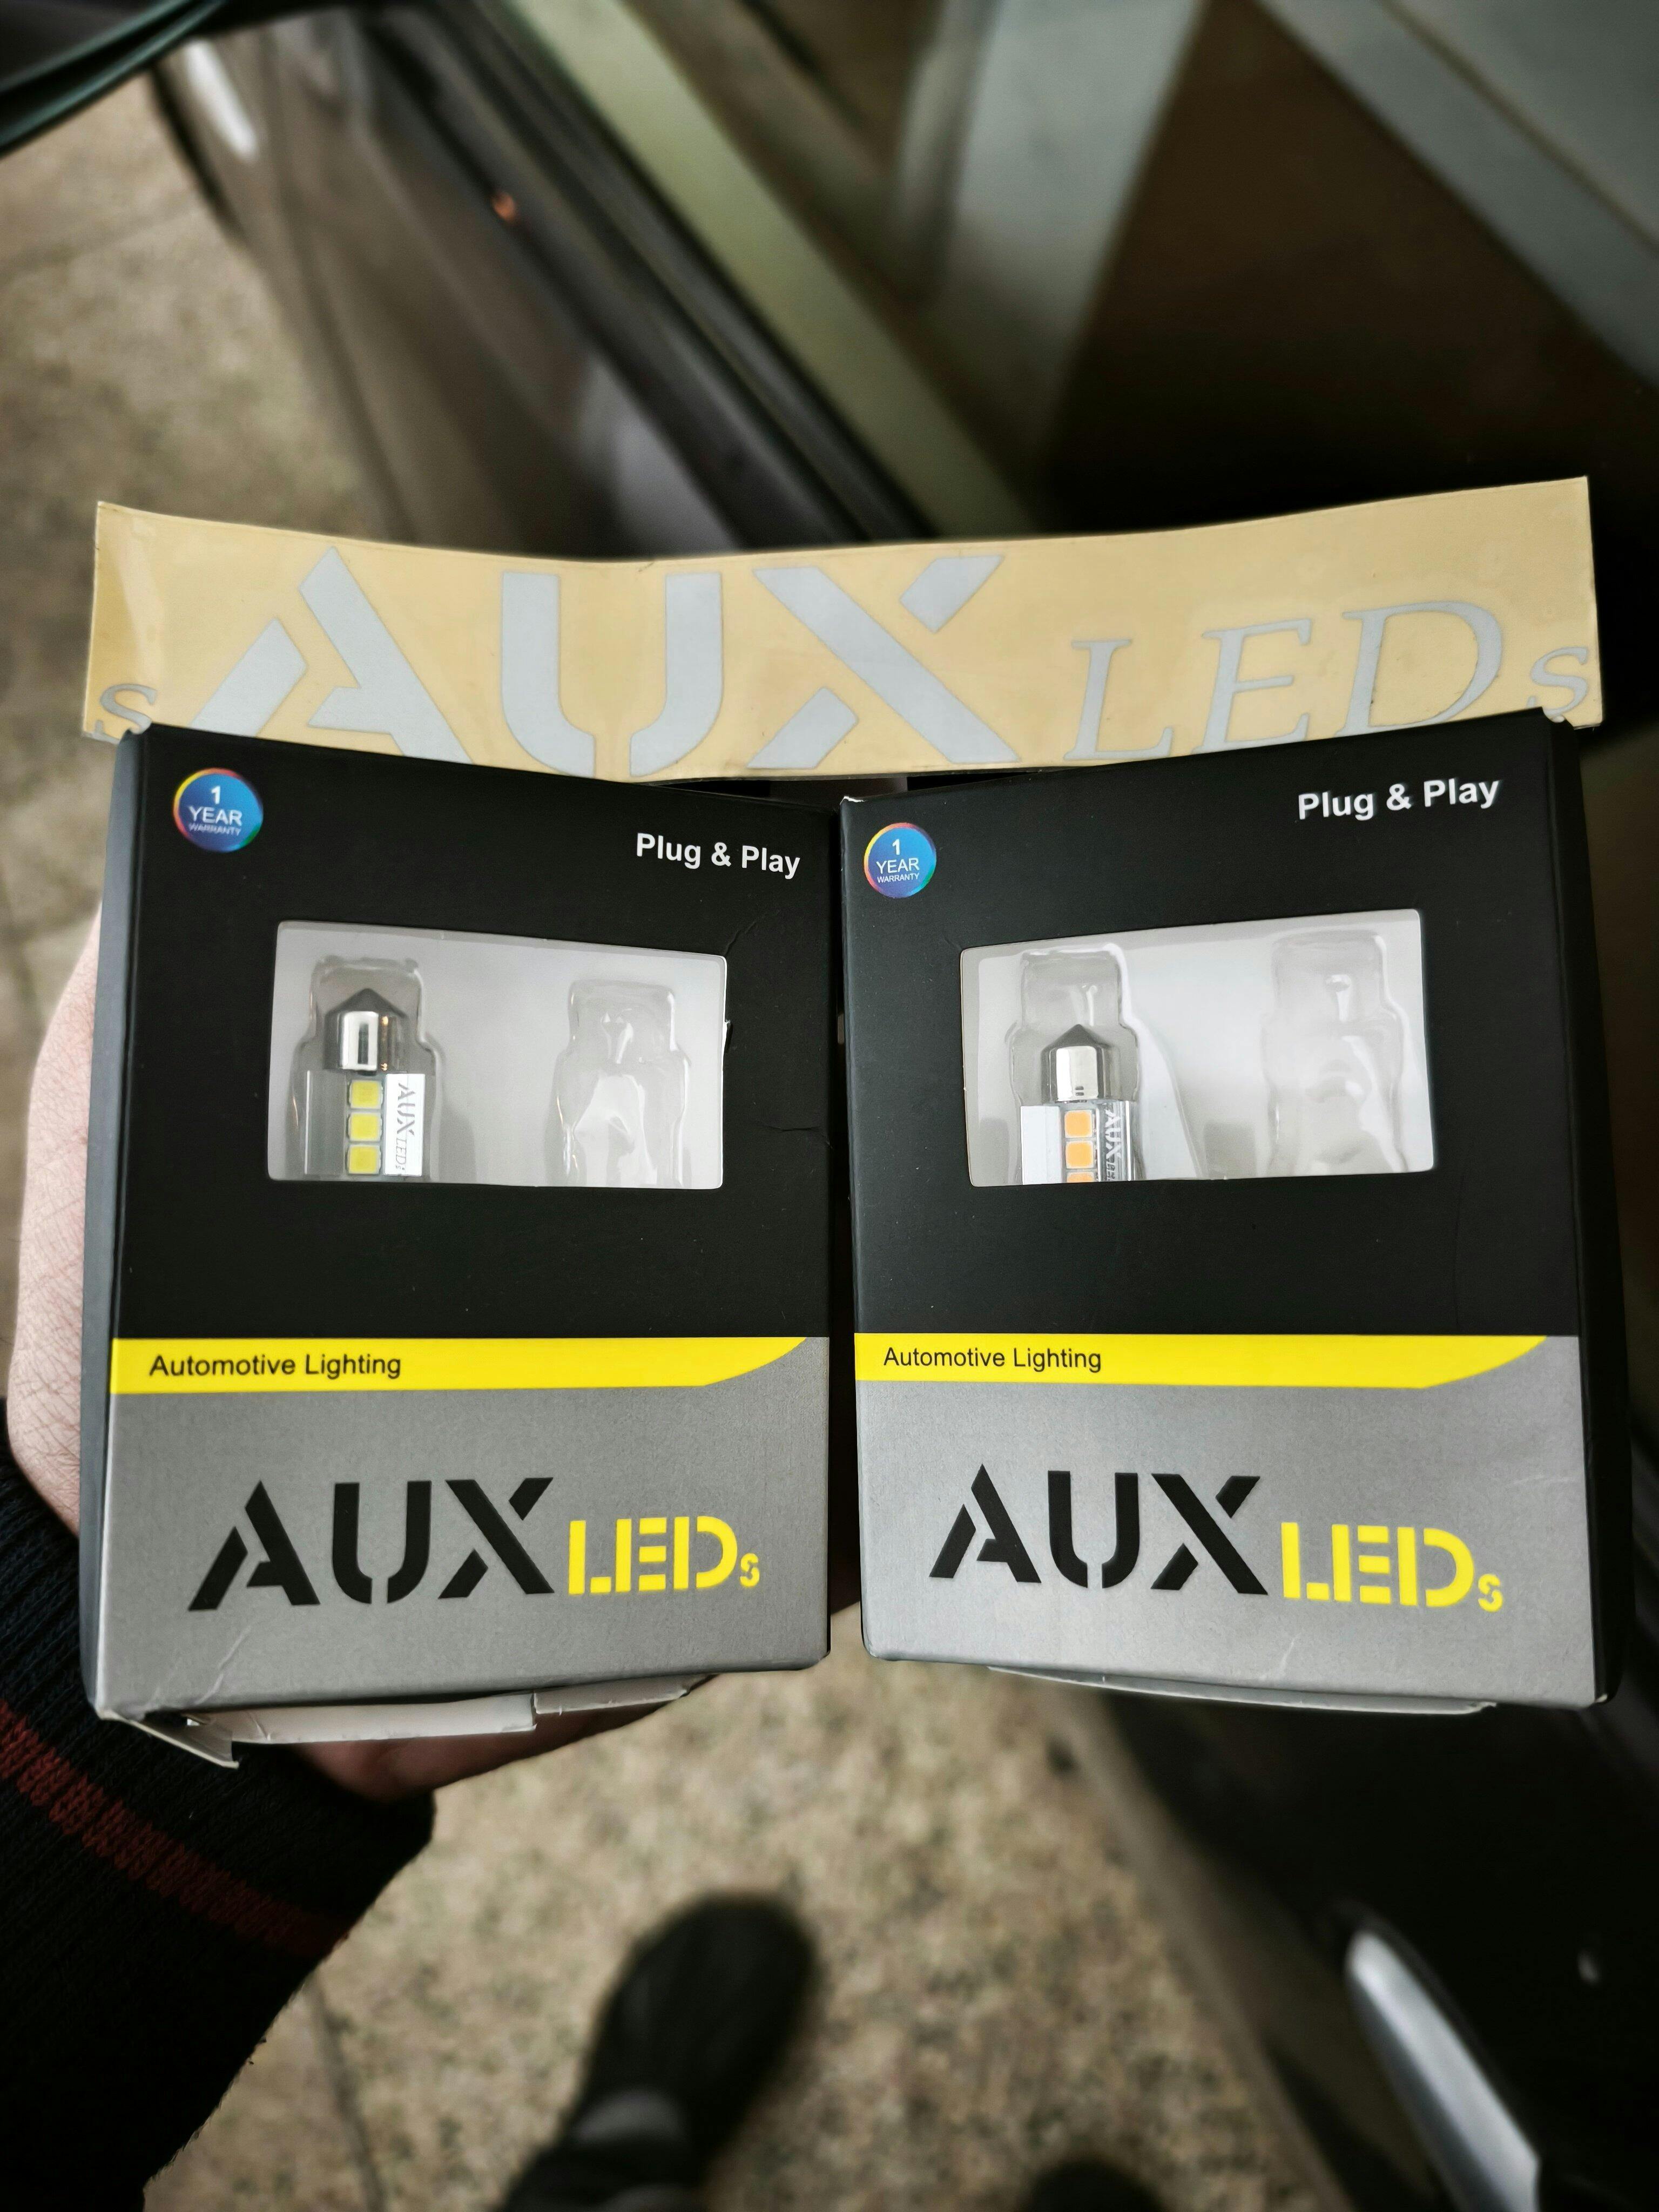 s AUX LEDs
1
YEAR
WARRANTY
Plug & Play
AUX LED
Automotive Lighting
AUX LEDs
1
YEAR
WARRANTY
Plug & Play
AUX
Automotive Lighting
AUX LEDs